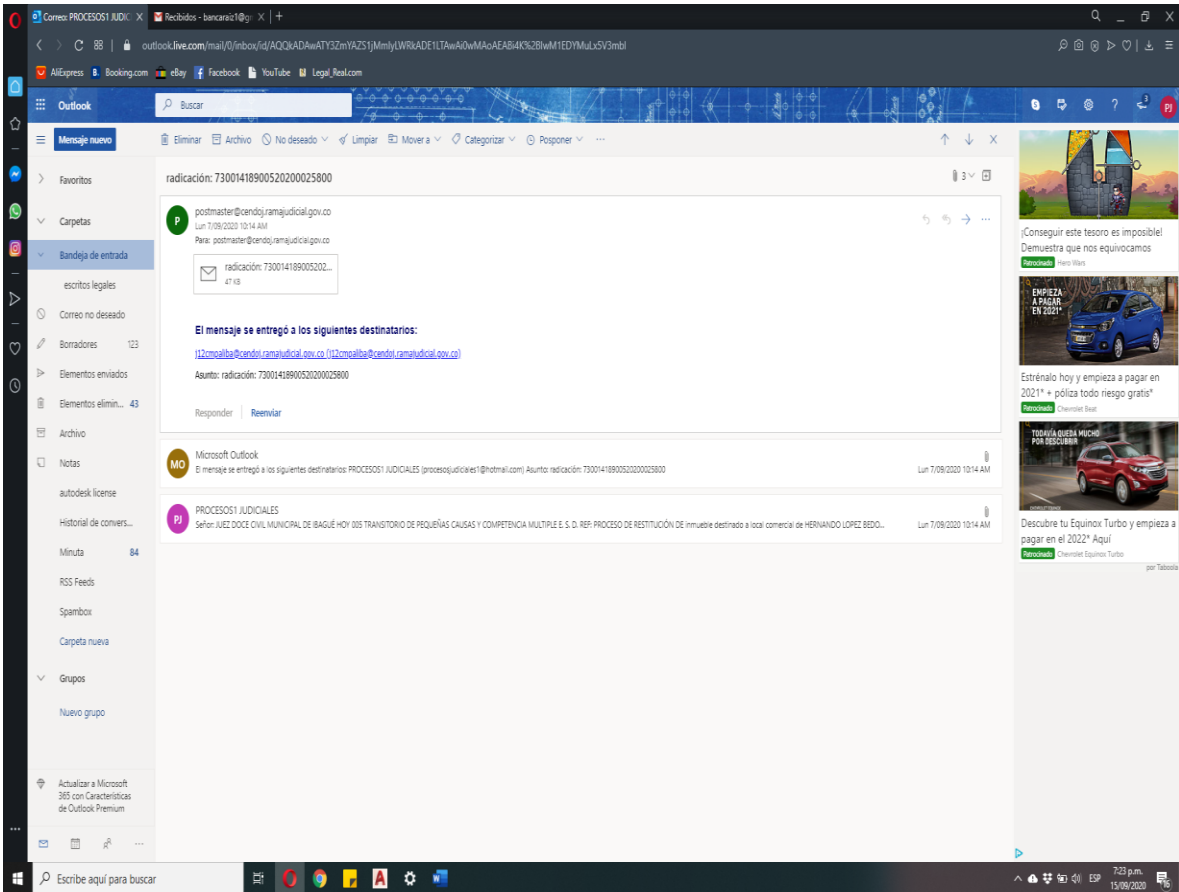 Correo: PROCESOS1 JUDIC
Recibidos - bancaraiz1@g
outlook.live.com/mail/0/inbox/id/
AliExpress
B. Booking.com
eBay
Facebook
YouTube
Legal_Real.com
Outlook
Buscar
3
PJ
Mensaje nuevo
Eliminar
Archivo
No deseado
Limpiar
Mover a
Categorizar
Posponer
Favoritos
Carpetas
Bandeja de entrada
escritos legales
Correo no deseado
Borradores 123
Elementos enviados
Elementos elimin... 43
Archivo
Notas
autodesk license
Historial de convers...
Minuta 84
RSS Feeds
Spambox
Carpeta nueva
Grupos
Nuevo grupo
Actualizar a Microsoft
365 con Características
de Outlook Premium
radicación: 73001418900520200025800
3
P
postmaster@cendoj.ramajudicial.gov.co
Lun 7/09/2020 10:14 AM
Para: postmaster@cendoj.ramajudicial.gov.co
radicación: 730014189005202...
47 KB
El mensaje se entregó a los siguientes destinatarios:
j12cmpaliba@cendoj.ramajudicial.gov.co (j12cmpaliba@cendoj.ramajudicial.gov.co)
Asunto: radicación: 73001418900520200025800
Responder
Reenviar
MO
Microsoft Outlook
El mensaje se entregó a los siguientes destinatarios: PROCESOS1 JUDICIALES (procesosjudiciales1@hotmail.com) Asunto: radicación: 73001418900520200025800
Lun 7/09/2020 10:14 AM
PJ
PROCESOS1 JUDICIALES
Señor: JUEZ DOCE CIVIL MUNICIPAL DE IBAGUÉ HOY 005 TRANSITORIO DE PEQUEÑAS CAUSAS Y COMPETENCIA MULTIPLE E. S. D. REF: PROCESO DE RESTITUCIÓN DE inmueble destinado a local comercial de HERNANDO LOPEZ BEDO...
Lun 7/09/2020 10:14 AM
¡Conseguir este tesoro es imposible!
Demuestra que nos equivocamos
Patrocinado Hero Wars
EMPIEZA
A PAGAR
EN 2021*
Estrénalo hoy y empieza a pagar en
2021* + póliza todo riesgo gratis*
Patrocinado Chevrolet Beat
TODAVÍA QUEDA MUCHO
POR DESCUBRIR
Descubre tu Equinox Turbo y empieza a
pagar en el 2022* Aquí
Patrocinado Chevrolet Equinox Turbo
por Taboola
Escribe aquí para buscar
ESP
7:23 p.m.
15/09/2020
16